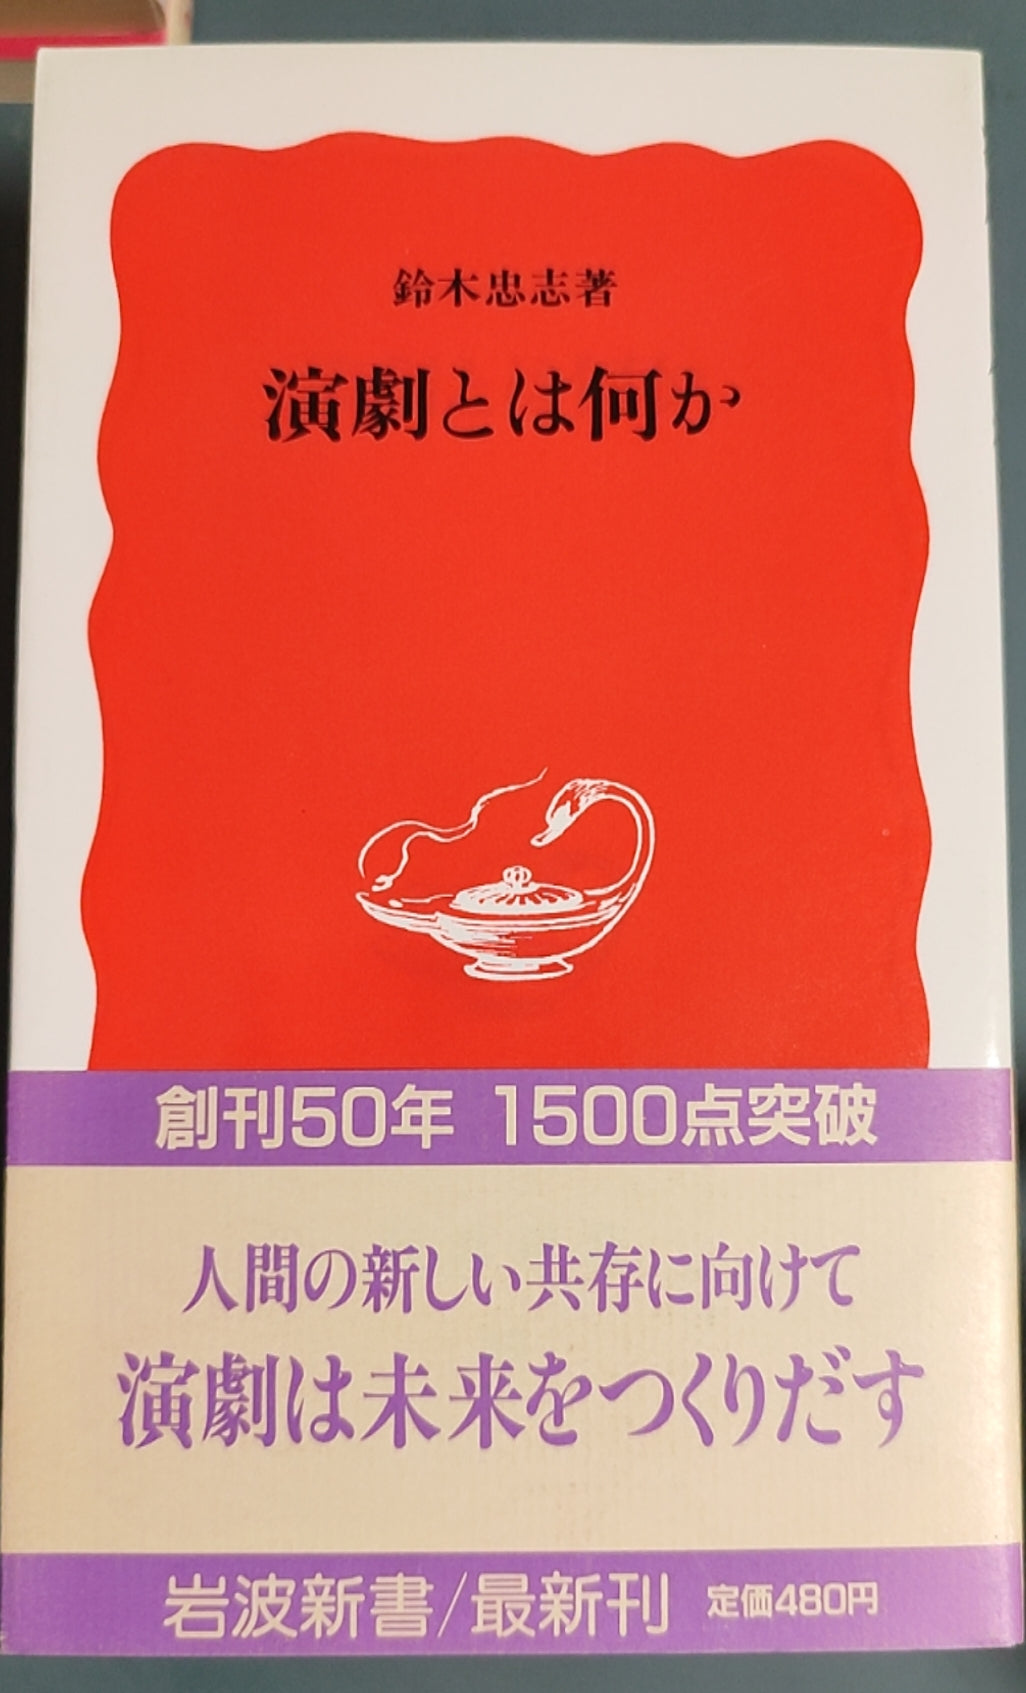 鈴木忠志著
演劇とは何か
創刊50年 1500点突破
人間の新しい共存に向けて
演劇は未来をつくりだす
岩波新書/最新刊 定価480円